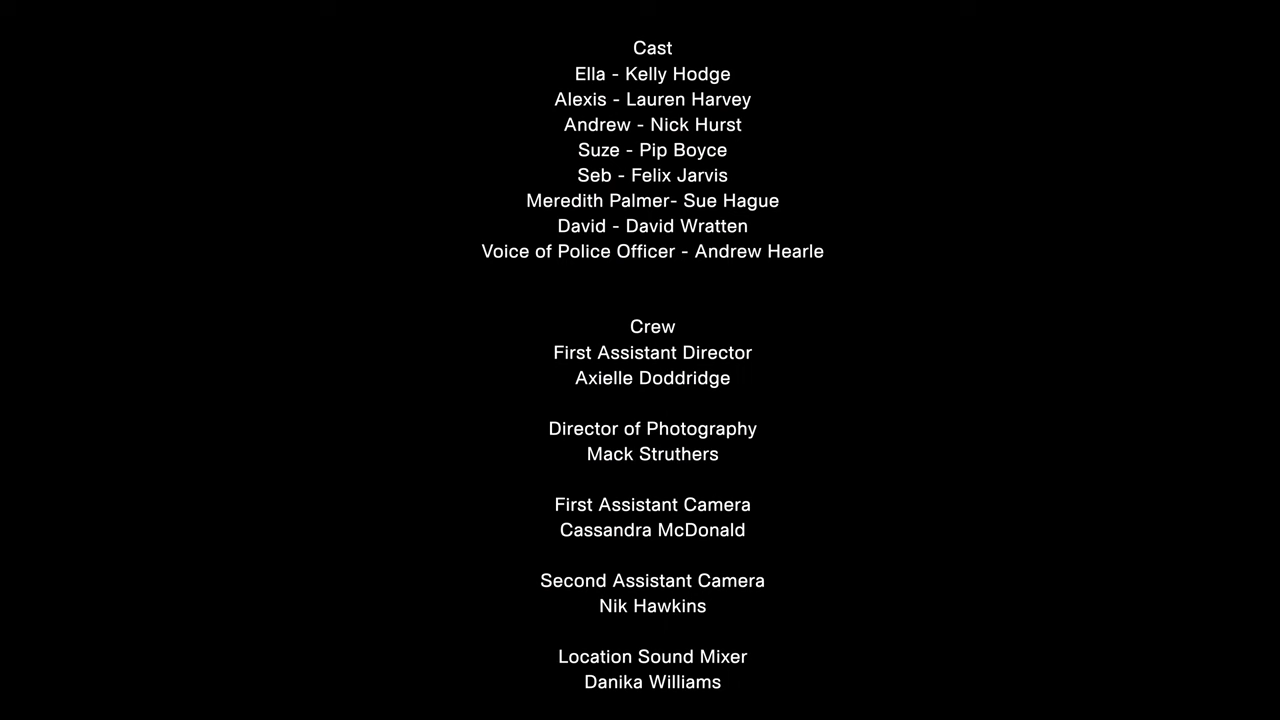 Cast
Ella - Kelly Hodge
Alexis - Lauren Harvey
Andrew - Nick Hurst
Suze - Pip Boyce
Seb - Felix Jarvis
Meredith Palmer- Sue Hague
David - David Wratten
Voice of Police Officer - Andrew Hearle
Crew
First Assistant Director
Axielle Doddridge
Director of Photography
Mack Struthers
First Assistant Camera
Cassandra McDonald
Second Assistant Camera
Nik Hawkins
Location Sound Mixer
Danika Williams